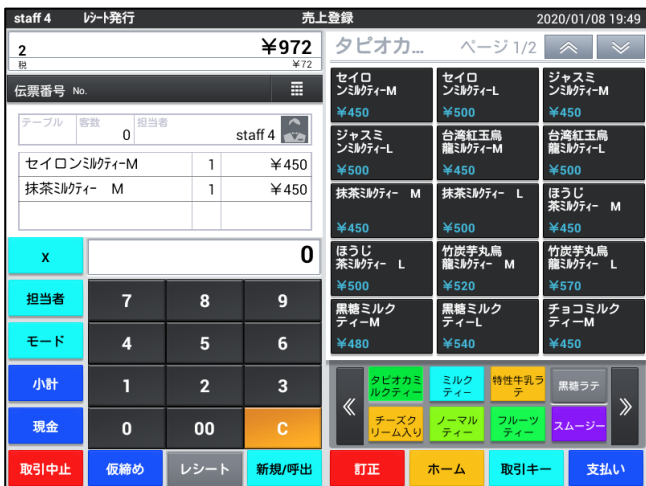 staff 4 ﾚｼｰﾄ発行 売上登録 2020/01/08 19:49
2 ¥972
税 ¥72
伝票番号 No.
テーブル 客数 0 担当者 staff 4
セイロンﾐﾙｸﾃｨｰM 1 ¥450
抹茶ﾐﾙｸﾃｨｰ M 1 ¥450
X 0
担当者 7 8 9
モード 4 5 6
小計 1 2 3
現金 0 00 C
取引中止 仮締め レシート 新規/呼出
タピオカ... ページ 1/2
セイロ
ンﾐﾙｸﾃｨｰM
¥450
セイロ
ンﾐﾙｸﾃｨｰL
¥500
ジャスミ
ンﾐﾙｸﾃｨｰM
¥450
ジャスミ
ンﾐﾙｸﾃｨｰL
¥500
台湾紅玉烏
龍ﾐﾙｸﾃｨｰM
¥450
台湾紅玉烏
龍ﾐﾙｸﾃｨｰL
¥500
抹茶ﾐﾙｸﾃｨｰ M
¥450
抹茶ﾐﾙｸﾃｨｰ L
¥500
ほうじ
茶ﾐﾙｸﾃｨｰ M
¥450
ほうじ
茶ﾐﾙｸﾃｨｰ L
¥500
竹炭芋丸烏
龍ﾐﾙｸﾃｨｰ M
¥520
竹炭芋丸烏
龍ﾐﾙｸﾃｨｰ L
¥570
黒糖ミルク
ティーM
¥480
黒糖ミルク
ティーL
¥540
チョコミルク
ティーM
¥450
タピオカミ
ルクティー
ミルク
ティー
特性牛乳ラ
テ
黒糖ラテ
チーズク
リーム入り
ノーマル
ティー
フルーツ
ティー
スムージー
訂正 ホーム 取引キー 支払い